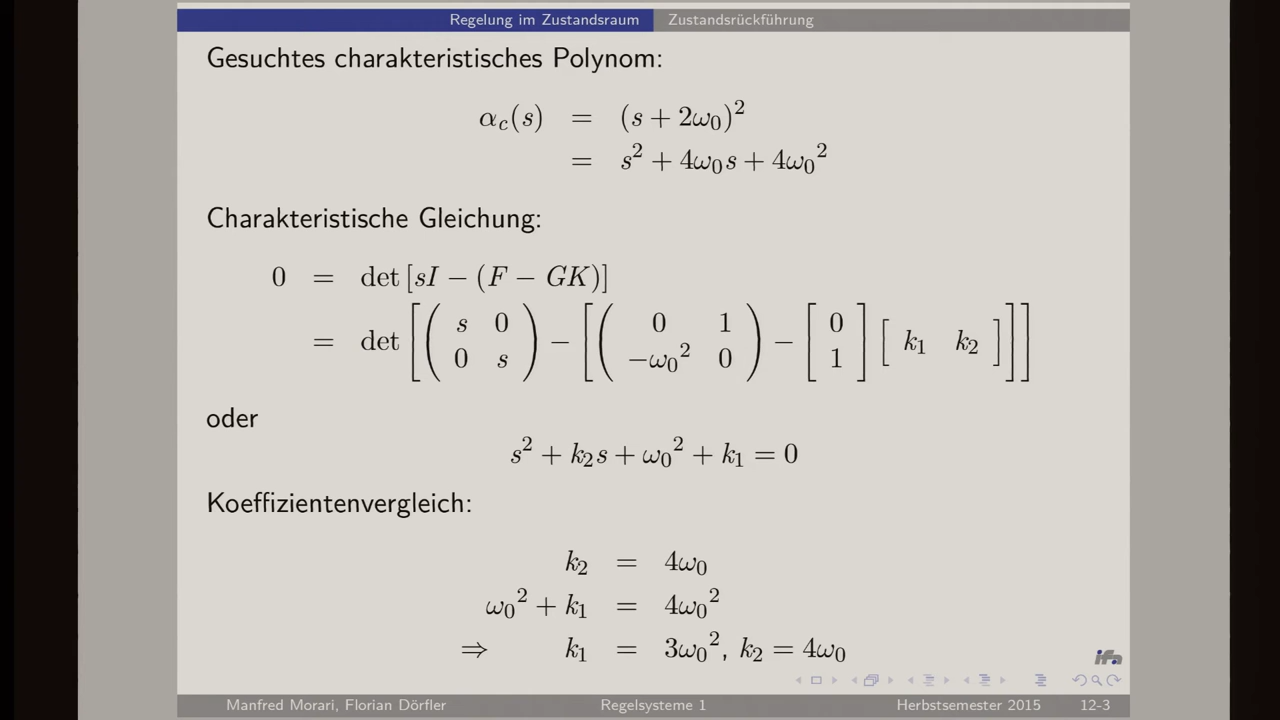 Regelung im Zustandsraum Zustandsrückführung
Gesuchtes charakteristisches Polynom:
α_c(s) = (s + 2ω₀)²
= s² + 4ω₀s + 4ω₀²
Charakteristische Gleichung:
0 = det [sI − (F − GK)]
= det [ ( s 0 ; 0 s ) − [ ( 0 1 ; −ω₀² 0 ) − [ 0 ; 1 ] [ k₁ k₂ ] ] ]
oder
s² + k₂s + ω₀² + k₁ = 0
Koeffizientenvergleich:
k₂ = 4ω₀
ω₀² + k₁ = 4ω₀²
⇒ k₁ = 3ω₀², k₂ = 4ω₀
ifa
Manfred Morari, Florian Dörfler Regelsysteme 1 Herbstsemester 2015 12-3